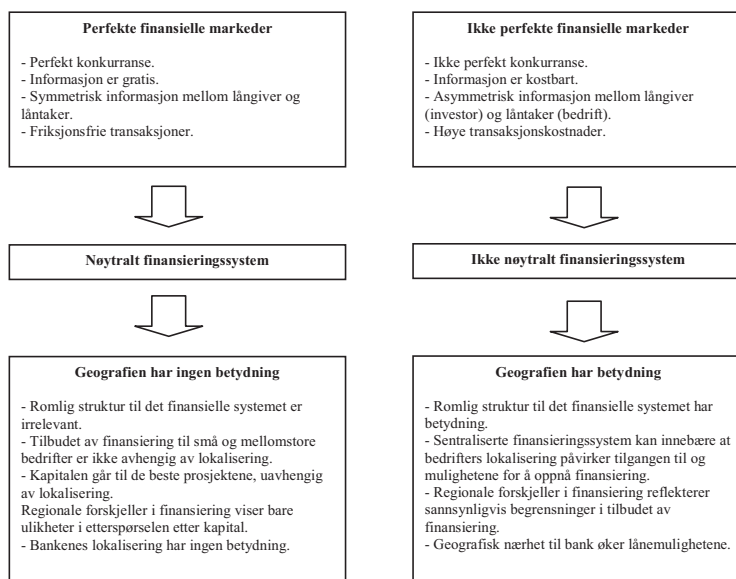 Perfekte finansielle markeder
- Perfekt konkurranse.
- Informasjon er gratis.
- Symmetrisk informasjon mellom långiver og
låntaker.
- Friksjonsfrie transaksjoner.
Nøytralt finansieringssystem
Geografien har ingen betydning
- Romlig struktur til det finansielle systemet er
irrelevant.
- Tilbudet av finansiering til små og mellomstore
bedrifter er ikke avhengig av lokalisering.
- Kapitalen går til de beste prosjektene, uavhengig
av lokalisering.
Regionale forskjeller i finansiering viser bare
ulikheter i etterspørselen etter kapital.
- Bankenes lokalisering har ingen betydning.
Ikke perfekte finansielle markeder
- Ikke perfekt konkurranse.
- Informasjon er kostbart.
- Asymmetrisk informasjon mellom långiver
(investor) og låntaker (bedrift).
- Høye transaksjonskostnader.
Ikke nøytralt finansieringssystem
Geografien har betydning
- Romlig struktur til det finansielle systemet har
betydning.
- Sentraliserte finansieringssystem kan innebære at
bedrifters lokalisering påvirker tilgangen til og
mulighetene for å oppnå finansiering.
- Regionale forskjeller i finansiering reflekterer
sannsynligvis begrensninger i tilbudet av
finansiering.
- Geografisk nærhet til bank øker lånemulighetene.